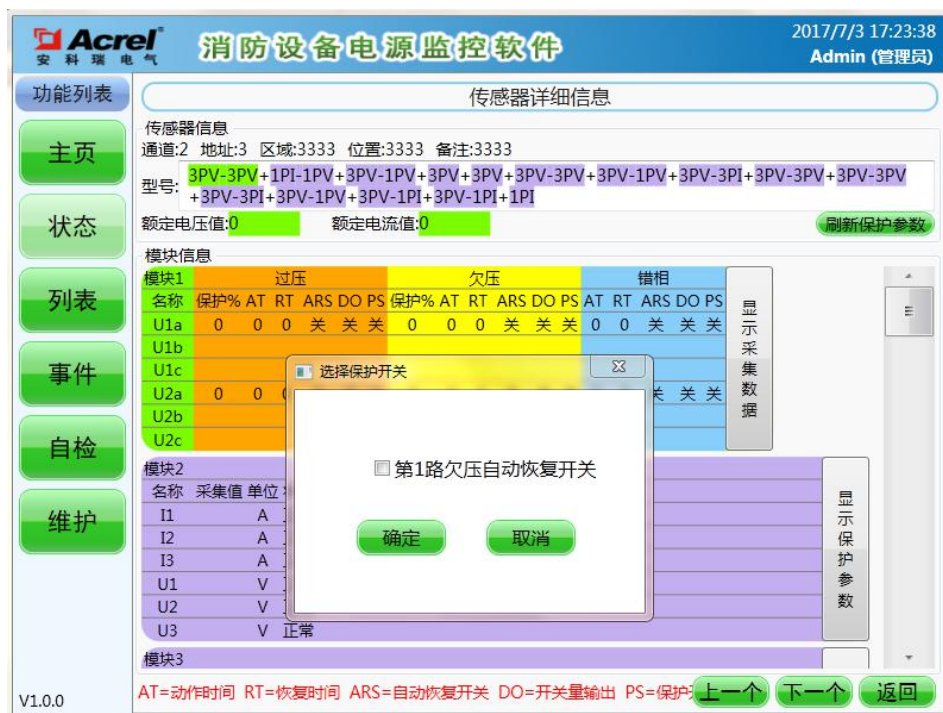 Acrel
安科瑞电气
消防设备电源监控软件
2017/7/3 17:23:38
Admin (管理员)
功能列表
主页
状态
列表
事件
自检
维护
V1.0.0
传感器详细信息
传感器信息
通道:2 地址:3 区域:3333 位置:3333 备注:3333
型号: 3PV-3PV+1PI-1PV+3PV-1PV+3PV+3PV+3PV-3PV+3PV-1PV+3PV-3PI+3PV-3PV+3PV-3PV
+3PV-3PI+3PV-1PV+3PV-1PI+3PV-1PI+1PI
额定电压值:0 额定电流值:0 刷新保护参数
模块信息
模块1 过压 欠压 错相
名称 保护% AT RT ARS DO PS 保护% AT RT ARS DO PS AT RT ARS DO PS
U1a 0 0 0 关 关 关 0 0 0 关 关 关 0 0 关 关 关
U1b
U1c
U2a 0 0 关 关 关
U2b
U2c
显示采集数据
选择保护开关
第1路欠压自动恢复开关
确定 取消
模块2
名称 采集值 单位
I1 A
I2 A
I3 A
U1 V
U2 V
U3 V 正常
显示保护参数
模块3
AT=动作时间 RT=恢复时间 ARS=自动恢复开关 DO=开关量输出 PS=保护
上一个 下一个 返回